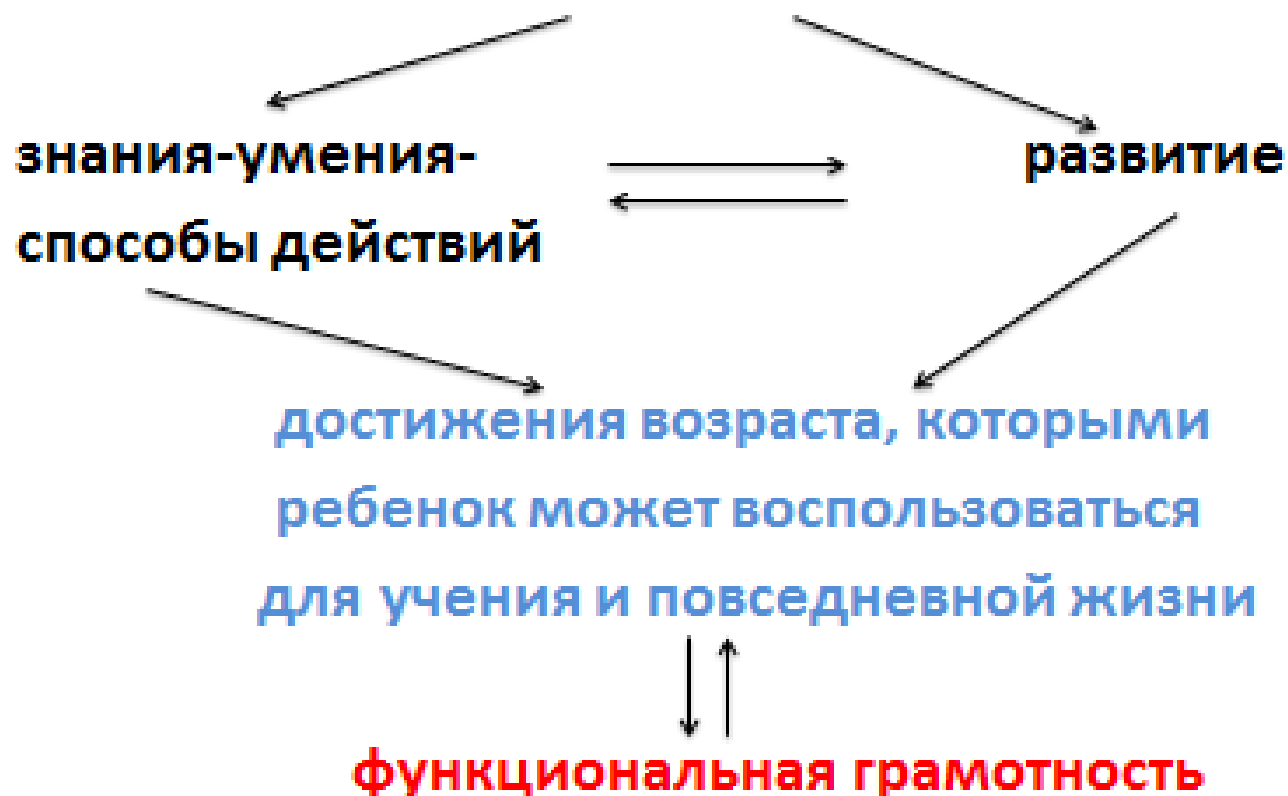 знания-умения-
развитие
способы действий
достижения возраста, которыми
ребенок может воспользоваться
для учения и повседневной жизни
функциональная грамотность